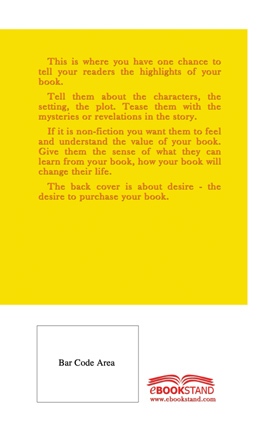 This is where you have one chance to
tell your readers the highlights of your
book.
Tell them about the characters, the
setting, the plot. Tease them with the
mysteries or revelations in the story.
If it is non-fiction you want them to feel
and understand the value of your book.
Give them the sense of what they can
learn from your book, how your book will
change their life.
The back cover is about desire - the
desire to purchase your book.
Bar Code Area
eBOOKSTAND
www.ebookstand.com